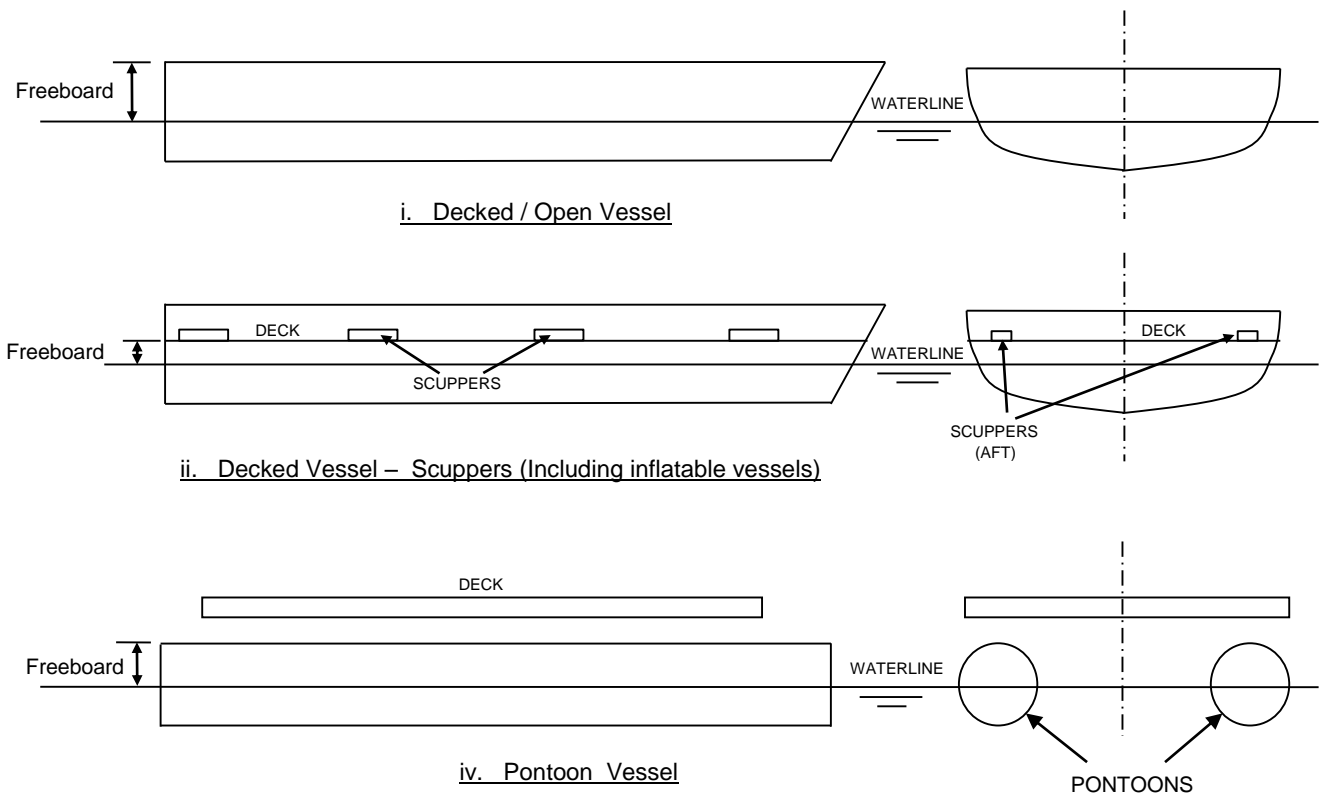 Freeboard
WATERLINE
i. Decked / Open Vessel
DECK
DECK
Freeboard
WATERLINE
SCUPPERS
SCUPPERS
(AFT)
ii. Decked Vessel – Scuppers (Including inflatable vessels)
DECK
Freeboard
WATERLINE
iv. Pontoon Vessel
PONTOONS